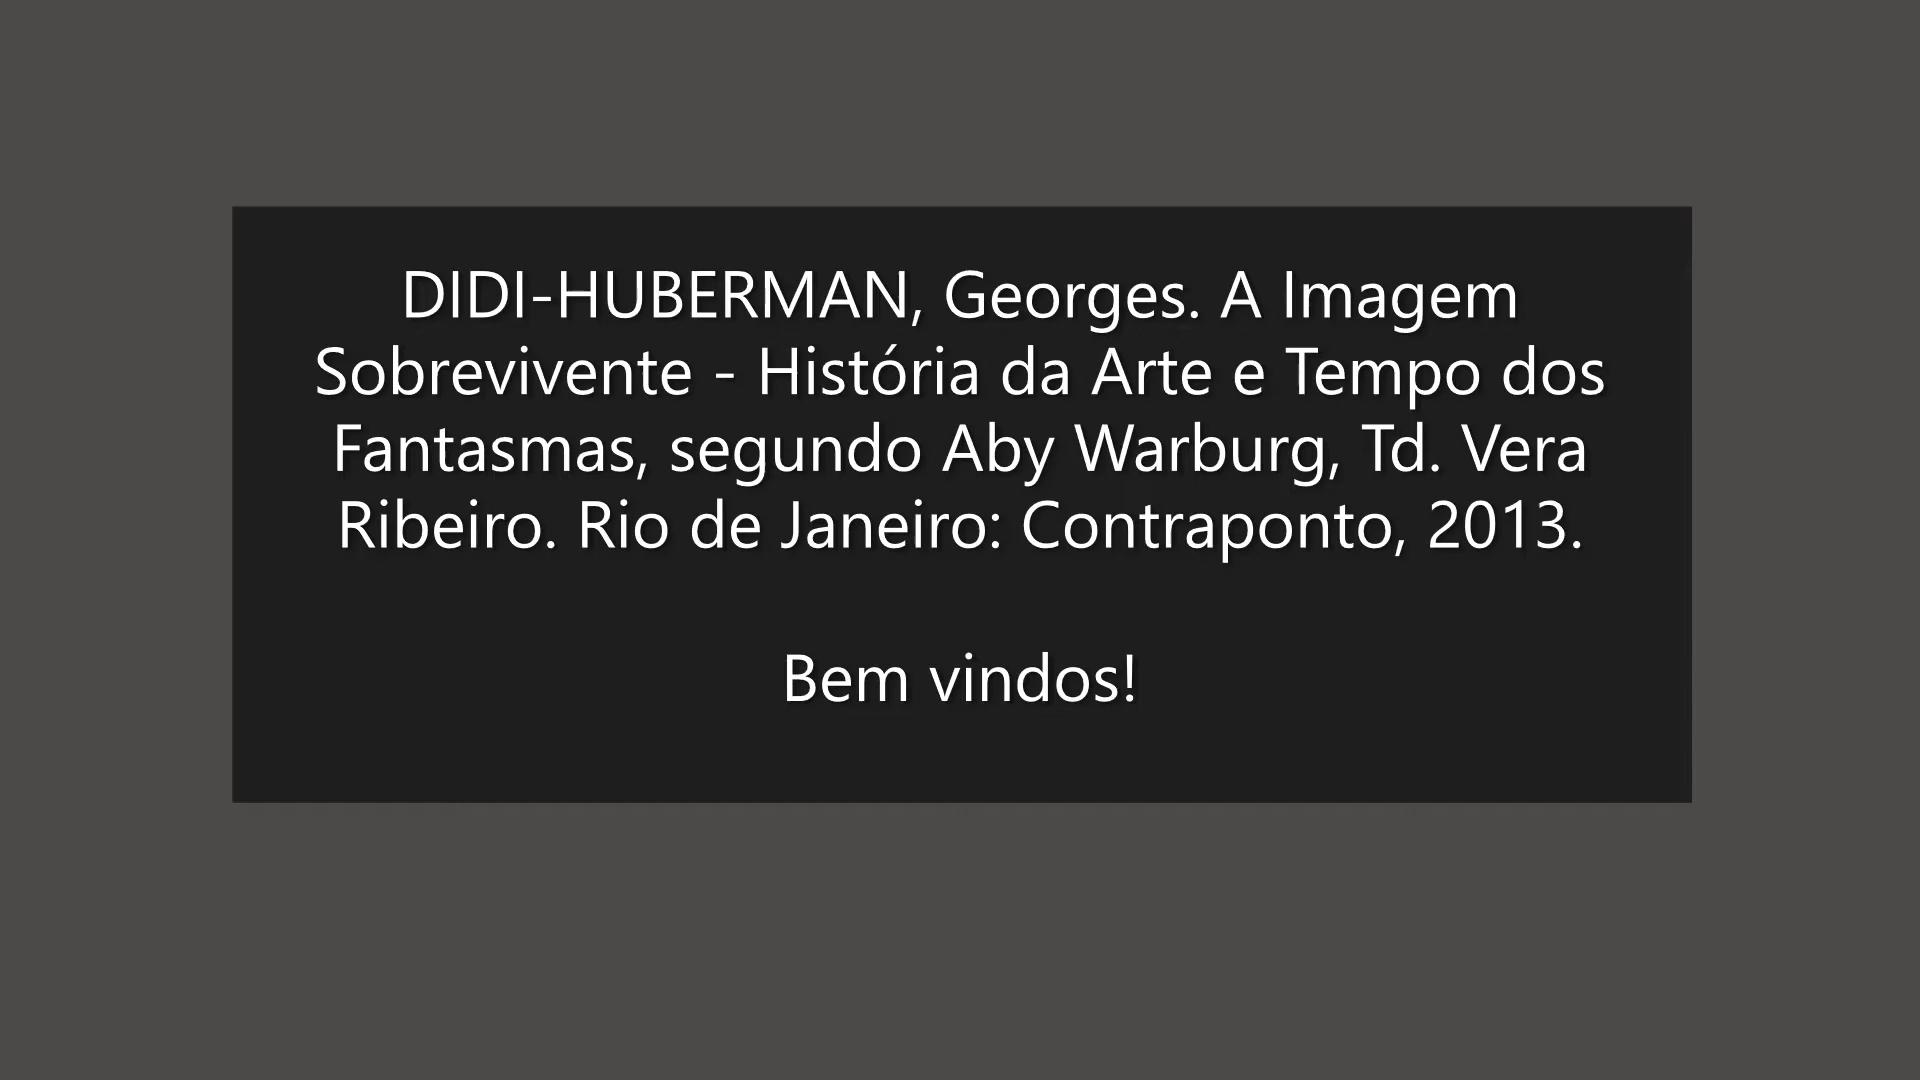 DIDI-HUBERMAN, Georges. A Imagem
Sobrevivente - História da Arte e Tempo dos
Fantasmas, segundo Aby Warburg, Td. Vera
Ribeiro. Rio de Janeiro: Contraponto, 2013.
Bem vindos!